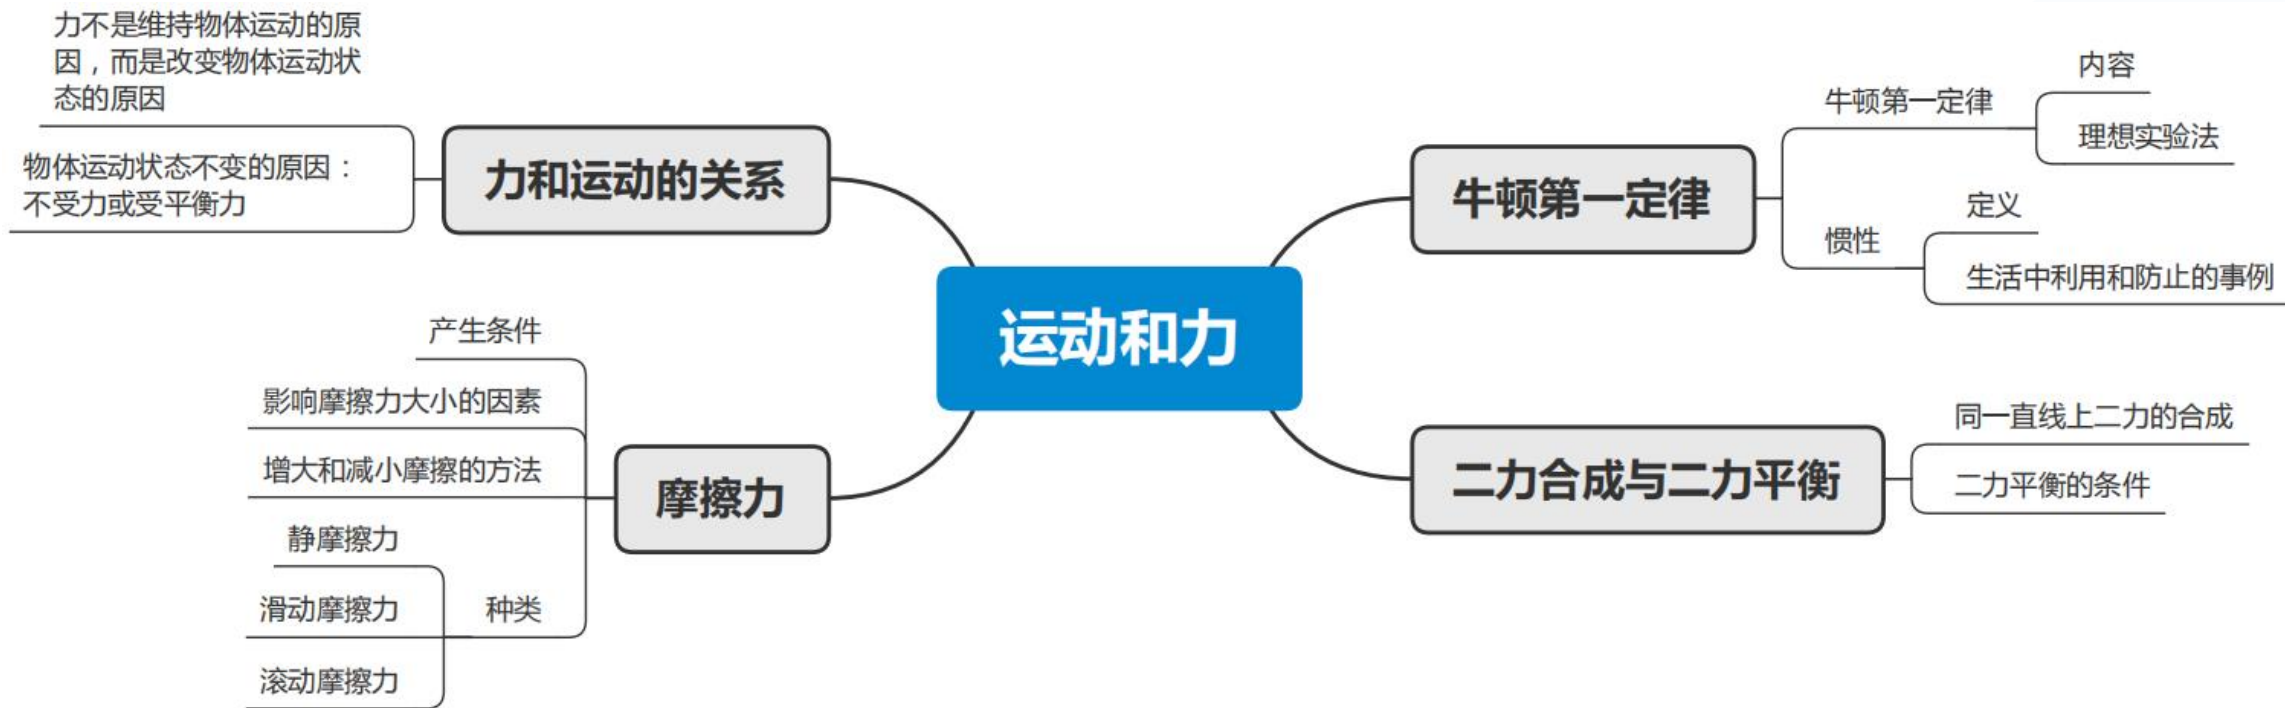 运动和力
力和运动的关系
力不是维持物体运动的原
因，而是改变物体运动状
态的原因
物体运动状态不变的原因：
不受力或受平衡力
摩擦力
产生条件
影响摩擦力大小的因素
增大和减小摩擦的方法
种类
静摩擦力
滑动摩擦力
滚动摩擦力
牛顿第一定律
牛顿第一定律
内容
理想实验法
惯性
定义
生活中利用和防止的事例
二力合成与二力平衡
同一直线上二力的合成
二力平衡的条件